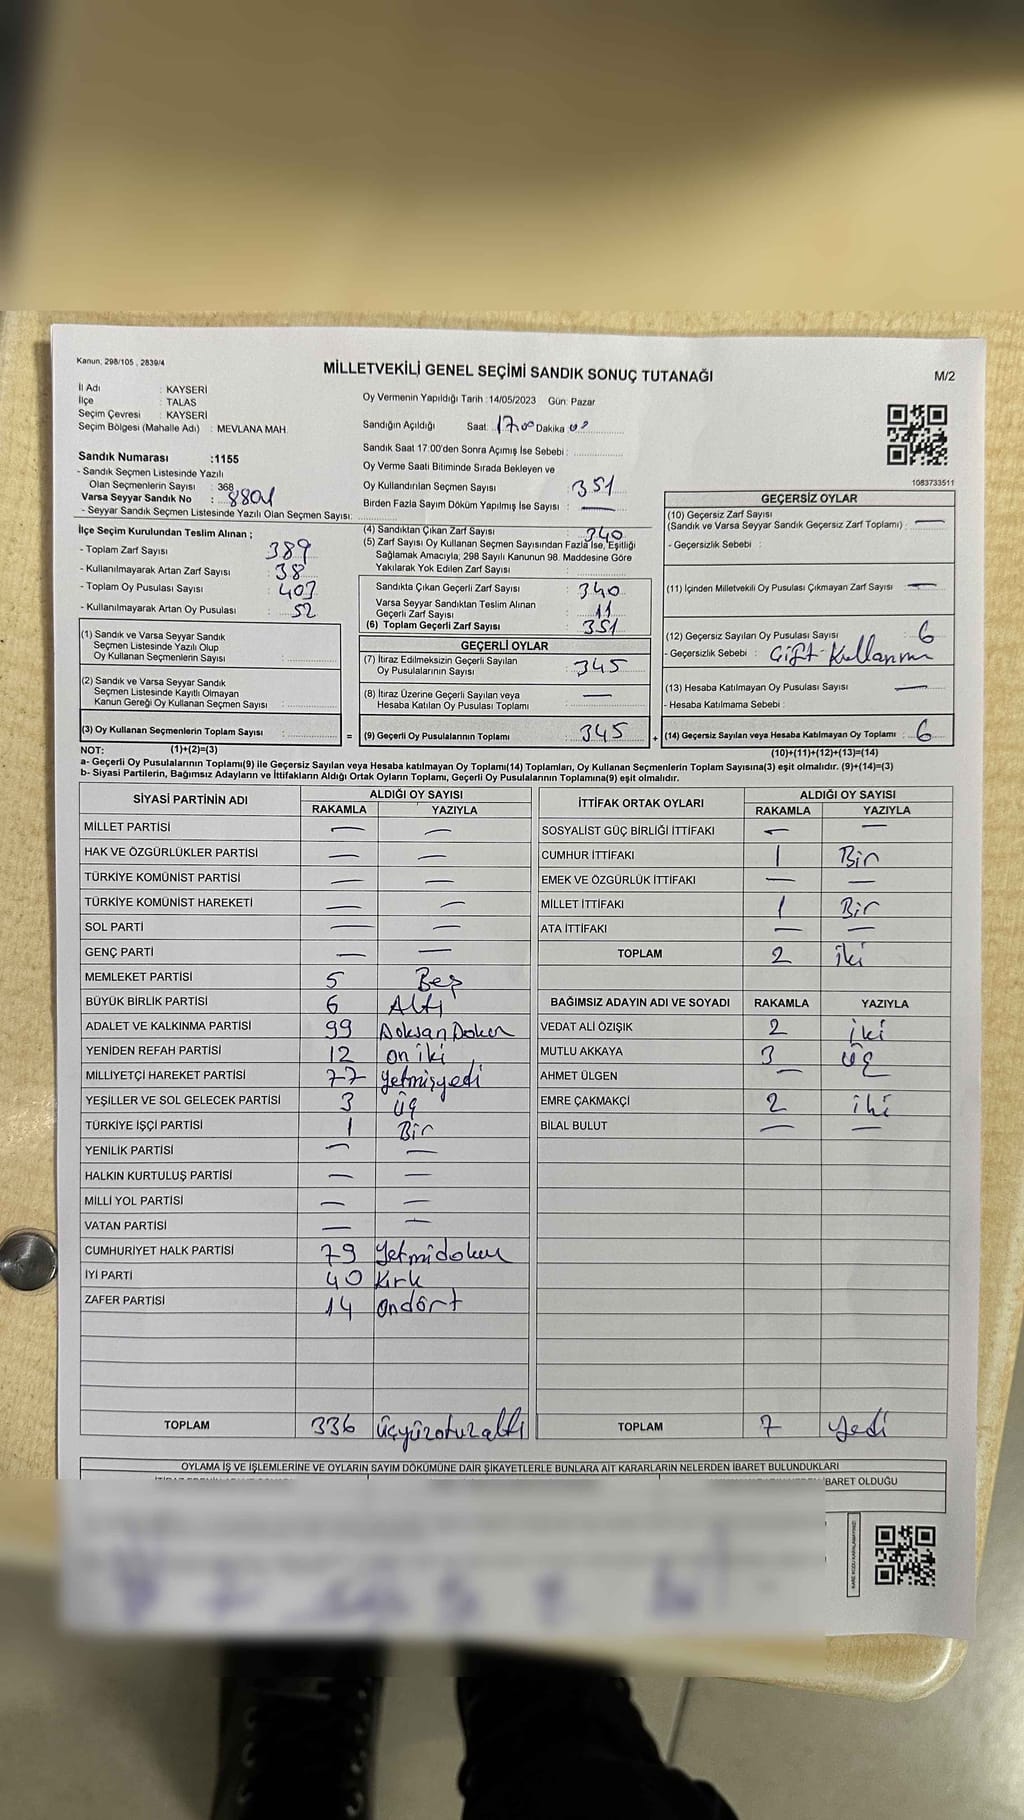 Kanun, 298/105 , 2839/4
MİLLETVEKİLİ GENEL SEÇİMİ SANDIK SONUÇ TUTANAĞI
M/2
İl Adı : KAYSERİ
İlçe : TALAS
Seçim Çevresi : KAYSERİ
Seçim Bölgesi (Mahalle Adı) : MEVLANA MAH.
Sandık Numarası :1155
- Sandık Seçmen Listesinde Yazılı
Olan Seçmenlerin Sayısı : 368
Varsa Seyyar Sandık No : 8801
- Seyyar Sandık Seçmen Listesinde Yazılı Olan Seçmen Sayısı:
Oy Vermenin Yapıldığı Tarih :14/05/2023 Gün: Pazar
Sandığın Açıldığı Saat: 17.00 Dakika 00
Sandık Saat 17:00'den Sonra Açımış İse Sebebi :
Oy Verme Saati Bitiminde Sırada Bekleyen ve
Oy Kullandırılan Seçmen Sayısı : 351
Birden Fazla Sayım Döküm Yapılmış İse Sayısı : —
1083733511
İlçe Seçim Kurulundan Teslim Alınan ;
- Toplam Zarf Sayısı : 389
- Kullanılmayarak Artan Zarf Sayısı : 38
- Toplam Oy Pusulası Sayısı : 403
- Kullanılmayarak Artan Oy Pusulası : 52
(4) Sandıktan Çıkan Zarf Sayısı : 340
(5) Zarf Sayısı Oy Kullanan Seçmen Sayısından Fazla İse, Eşitliği
Sağlamak Amacıyla, 298 Sayılı Kanunun 98. Maddesine Göre
Yakılarak Yok Edilen Zarf Sayısı :
Sandıkta Çıkan Geçerli Zarf Sayısı : 340
Varsa Seyyar Sandıktan Teslim Alınan
Geçerli Zarf Sayısı : 11
(6) Toplam Geçerli Zarf Sayısı : 351
GEÇERSİZ OYLAR
(10) Geçersiz Zarf Sayısı
(Sandık ve Varsa Seyyar Sandık Geçersiz Zarf Toplamı) : —
- Geçersizlik Sebebi :
(11) İçinden Milletvekili Oy Pusulası Çıkmayan Zarf Sayısı : —
(12) Geçersiz Sayılan Oy Pusulası Sayısı : 6
- Geçersizlik Sebebi : Çift Kullanım
(13) Hesaba Katılmayan Oy Pusulası Sayısı : —
- Hesaba Katılmama Sebebi :
(14) Geçersiz Sayılan veya Hesaba Katılmayan Oy Toplamı : 6
(10)+(11)+(12)+(13)=(14)
(1) Sandık ve Varsa Seyyar Sandık
Seçmen Listesinde Yazılı Olup
Oy Kullanan Seçmenlerin Sayısı :
(2) Sandık ve Varsa Seyyar Sandık
Seçmen Listesinde Kayıtlı Olmayan
Kanun Gereği Oy Kullanan Seçmen Sayısı :
(3) Oy Kullanan Seçmenlerin Toplam Sayısı : =
GEÇERLİ OYLAR
(7) İtiraz Edilmeksizin Geçerli Sayılan
Oy Pusulalarının Sayısı : 345
(8) İtiraz Üzerine Geçerli Sayılan veya
Hesaba Katılan Oy Pusulası Toplamı : —
(9) Geçerli Oy Pusulalarının Toplamı : 345 +
NOT: (1)+(2)=(3)
a- Geçerli Oy Pusulalarının Toplamı(9) ile Geçersiz Sayılan veya Hesaba katılmayan Oy Toplamı(14) Toplamları, Oy Kullanan Seçmenlerin Toplam Sayısına(3) eşit olmalıdır. (9)+(14)=(3)
b- Siyasi Partilerin, Bağımsız Adayların ve İttifakların Aldığı Ortak Oyların Toplamı, Geçerli Oy Pusulalarının Toplamına(9) eşit olmalıdır.
SİYASİ PARTİNİN ADI ALDIĞI OY SAYISI
RAKAMLA YAZIYLA
MİLLET PARTİSİ — —
HAK VE ÖZGÜRLÜKLER PARTİSİ — —
TÜRKİYE KOMÜNİST PARTİSİ — —
TÜRKİYE KOMÜNİST HAREKETİ — —
SOL PARTİ — —
GENÇ PARTİ — —
MEMLEKET PARTİSİ 5 Beş
BÜYÜK BİRLİK PARTİSİ 6 Altı
ADALET VE KALKINMA PARTİSİ 99 Doksan Dokuz
YENİDEN REFAH PARTİSİ 12 on iki
MİLLİYETÇİ HAREKET PARTİSİ 77 yetmişyedi
YEŞİLLER VE SOL GELECEK PARTİSİ 3 üç
TÜRKİYE İŞÇİ PARTİSİ 1 Bir
YENİLİK PARTİSİ — —
HALKIN KURTULUŞ PARTİSİ — —
MİLLİ YOL PARTİSİ — —
VATAN PARTİSİ — —
CUMHURİYET HALK PARTİSİ 79 yetmidokuz
İYİ PARTİ 40 Kırk
ZAFER PARTİSİ 14 ondört
TOPLAM 336 üçyüzotuzaltı
İTTİFAK ORTAK OYLARI ALDIĞI OY SAYISI
RAKAMLA YAZIYLA
SOSYALİST GÜÇ BİRLİĞİ İTTİFAKI — —
CUMHUR İTTİFAKI 1 Bir
EMEK VE ÖZGÜRLÜK İTTİFAKI — —
MİLLET İTTİFAKI 1 Bir
ATA İTTİFAKI — —
TOPLAM 2 iki
BAĞIMSIZ ADAYIN ADI VE SOYADI RAKAMLA YAZIYLA
VEDAT ALİ ÖZIŞIK 2 iki
MUTLU AKKAYA 3 üç
AHMET ÜLGEN — —
EMRE ÇAKMAKÇİ 2 iki
BİLAL BULUT — —
TOPLAM 7 yedi
OYLAMA İŞ VE İŞLEMLERİNE VE OYLARIN SAYIM DÖKÜMÜNE DAİR ŞİKAYETLERLE BUNLARA AİT KARARLARIN NELERDEN İBARET BULUNDUKLARI
İBARET OLDUĞU